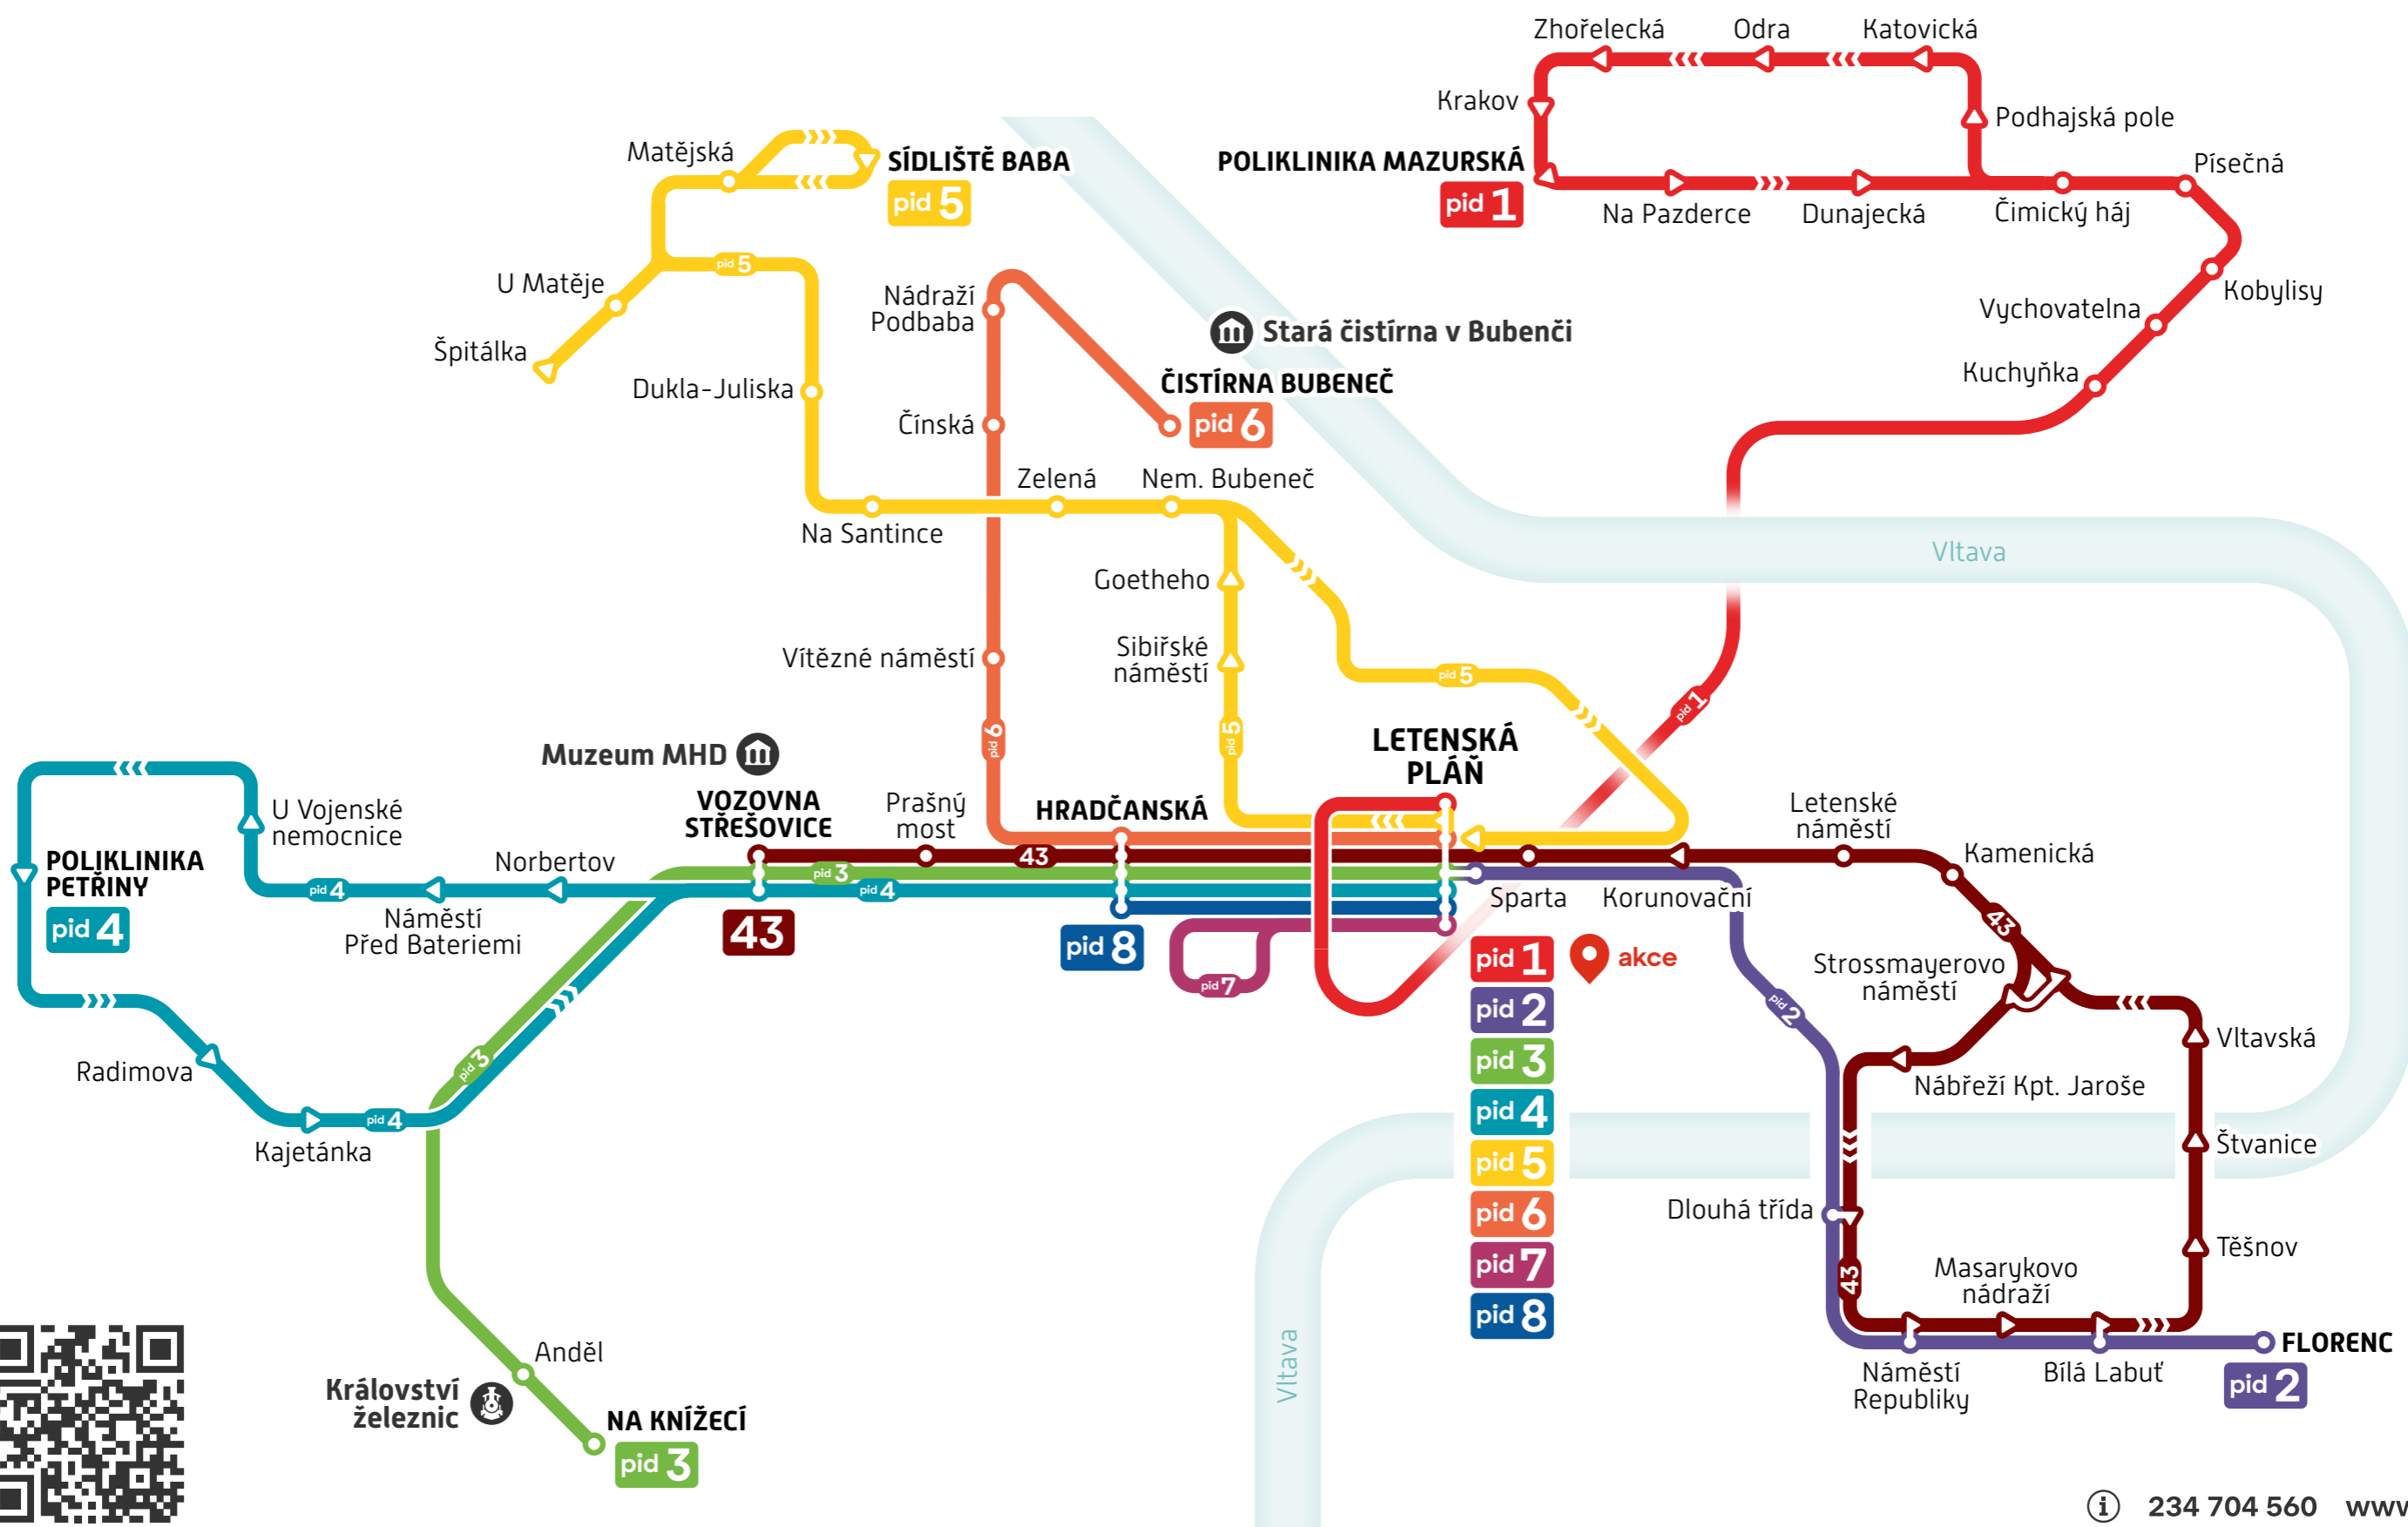 Zhořelecká
Odra
Katovická
Krakov
Podhajská pole
POLIKLINIKA MAZURSKÁ
pid 1
Na Pazderce
Dunajecká
Čimický háj
Písečná
Kobylisy
Vychovatelna
Kuchyňka
Matějská
SÍDLIŠTĚ BABA
pid 5
U Matěje
pid 5
Špitálka
Dukla-Juliska
Nádraží
Podbaba
Stará čistírna v Bubenči
ČISTÍRNA BUBENEČ
pid 6
Čínská
Zelená
Nem. Bubeneč
Na Santince
Vltava
Goetheho
Sibiřské
náměstí
Vítězné náměstí
pid 5
pid 1
pid 6
pid 5
Muzeum MHD
VOZOVNA
STŘEŠOVICE
Prašný
most
HRADČANSKÁ
LETENSKÁ
PLÁŇ
Letenské
náměstí
Kamenická
U Vojenské
nemocnice
POLIKLINIKA
PETŘINY
pid 4
Norbertov
pid 4
Náměstí
Před Bateriemi
43
pid 3
pid 4
43
pid 8
pid 7
Sparta
Korunovační
43
pid 2
Strossmayerovo
náměstí
Nábřeží Kpt. Jaroše
Vltavská
Štvanice
Těšnov
pid 1
akce
pid 2
pid 3
pid 4
pid 5
pid 6
pid 7
pid 8
Radimova
Kajetánka
pid 4
pid 3
Dlouhá třída
43
Masarykovo
nádraží
Náměstí
Republiky
Bílá Labuť
FLORENC
pid 2
Vltava
Anděl
Království
železnic
NA KNÍŽECÍ
pid 3
234 704 560 www